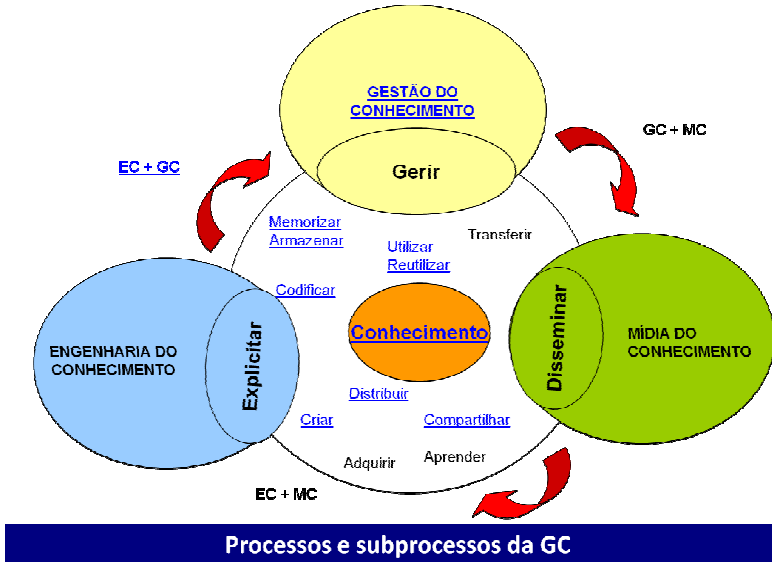 GESTÃO DO
CONHECIMENTO
GC + MC
EC + GC
Gerir
Memorizar
Armazenar
Utilizar
Reutilizar
Transferir
Codificar
Explicitar
Disseminar
Conhecimento
ENGENHARIA DO
CONHECIMENTO
MÍDIA DO
CONHECIMENTO
Distribuir
Criar
Compartilhar
Adquirir
Aprender
EC + MC
Processos e subprocessos da GC